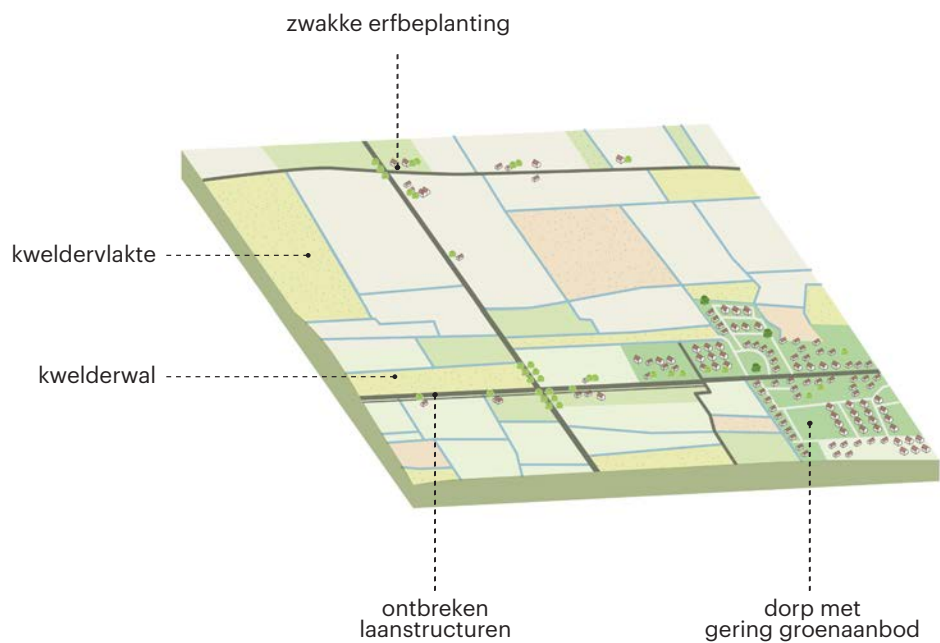 zwakke erfbeplanting
kweldervlakte
kwelderwal
ontbreken
laanstructuren
dorp met
gering groenaanbod